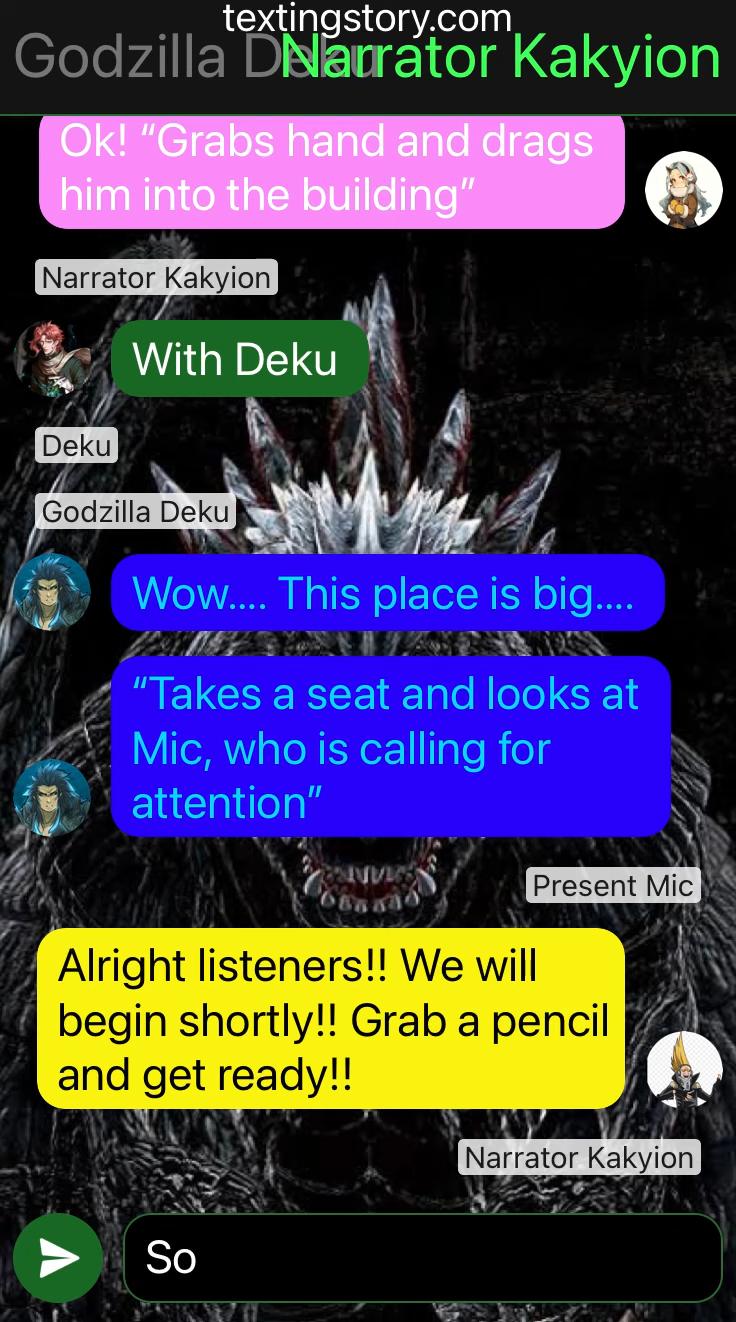 textingstory.com
Godzilla Deku
Narrator Kakyion
Ok! “Grabs hand and drags
him into the building”
Narrator Kakyion
With Deku
Deku
Godzilla Deku
Wow.... This place is big....
“Takes a seat and looks at
Mic, who is calling for
attention”
Present Mic
Alright listeners!! We will
begin shortly!! Grab a pencil
and get ready!!
Narrator Kakyion
So